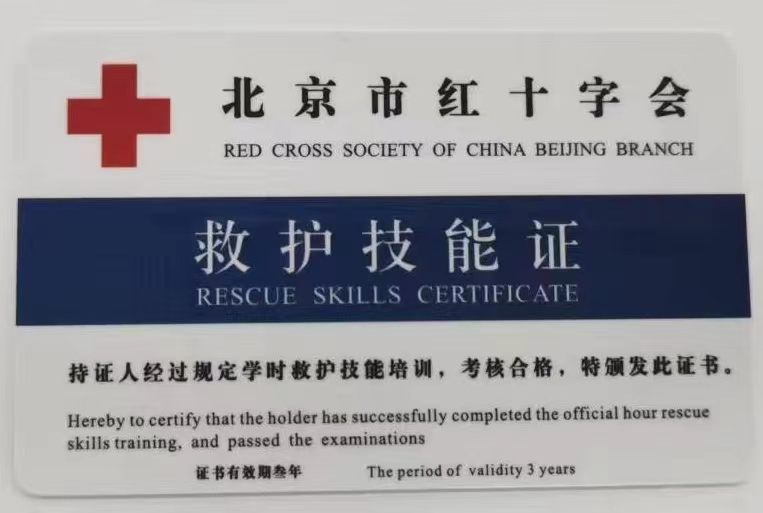 北京市红十字会
RED CROSS SOCIETY OF CHINA BEIJING BRANCH
救护技能证
RESCUE SKILLS CERTIFICATE
持证人经过规定学时救护技能培训，考核合格，特颁发此证书。
Hereby to certify that the holder has successfully completed the official hour rescue
skills training, and passed the examinations
证书有效期叁年 The period of validity 3 years